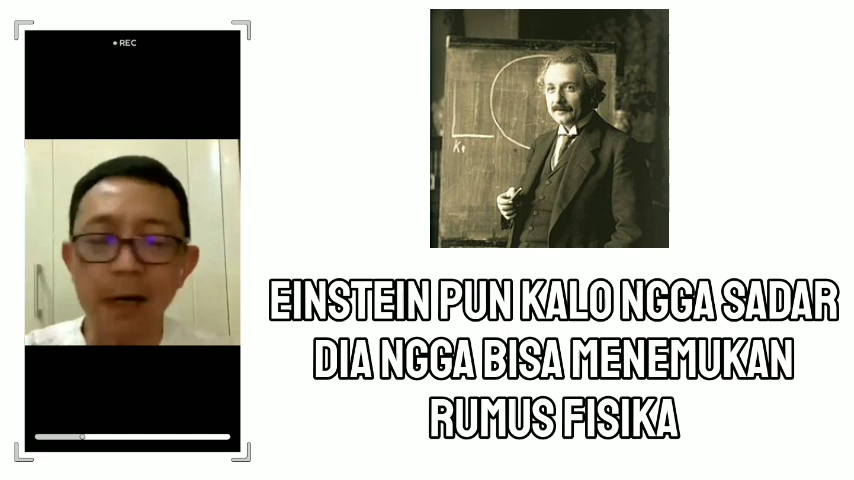 REC
EINSTEIN PUN KALO NGGA SADAR
DIA NGGA BISA MENEMUKAN
RUMUS FISIKA